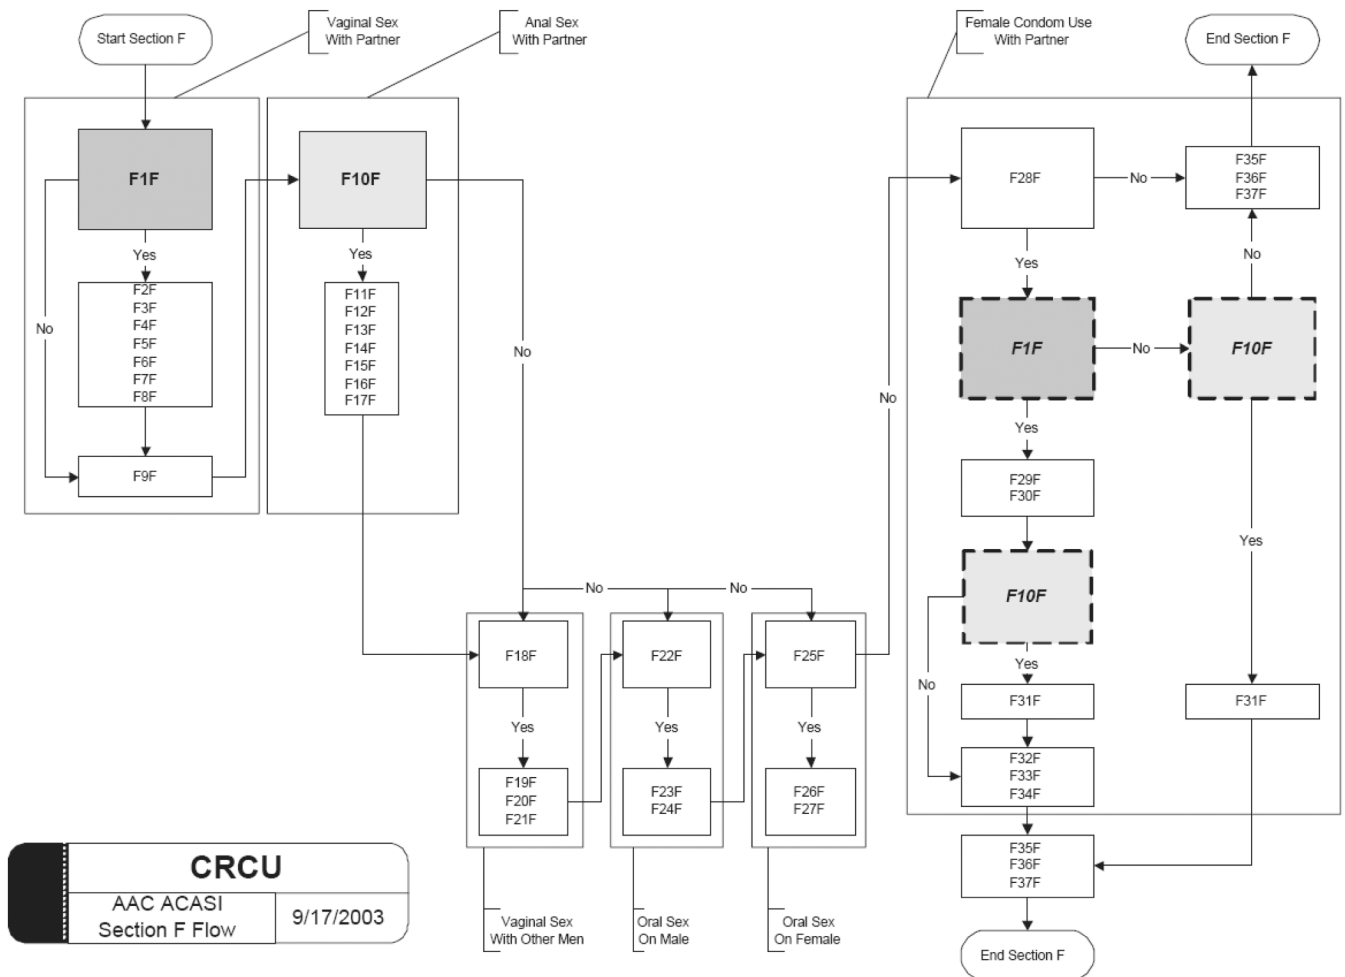 Start Section F
Vaginal Sex
With Partner
Anal Sex
With Partner
Female Condom Use
With Partner
End Section F
F1F
Yes
No
F2F
F3F
F4F
F5F
F6F
F7F
F8F
F9F
F10F
Yes
No
F11F
F12F
F13F
F14F
F15F
F16F
F17F
No
No
F18F
Yes
F19F
F20F
F21F
Vaginal Sex
With Other Men
F22F
Yes
F23F
F24F
Oral Sex
On Male
F25F
Yes
F26F
F27F
Oral Sex
On Female
No
F28F
No
F35F
F36F
F37F
Yes
No
F1F
No
F10F
Yes
F29F
F30F
Yes
F10F
Yes
No
F31F
F31F
F32F
F33F
F34F
F35F
F36F
F37F
End Section F
CRCU
AAC ACASI
Section F Flow
9/17/2003